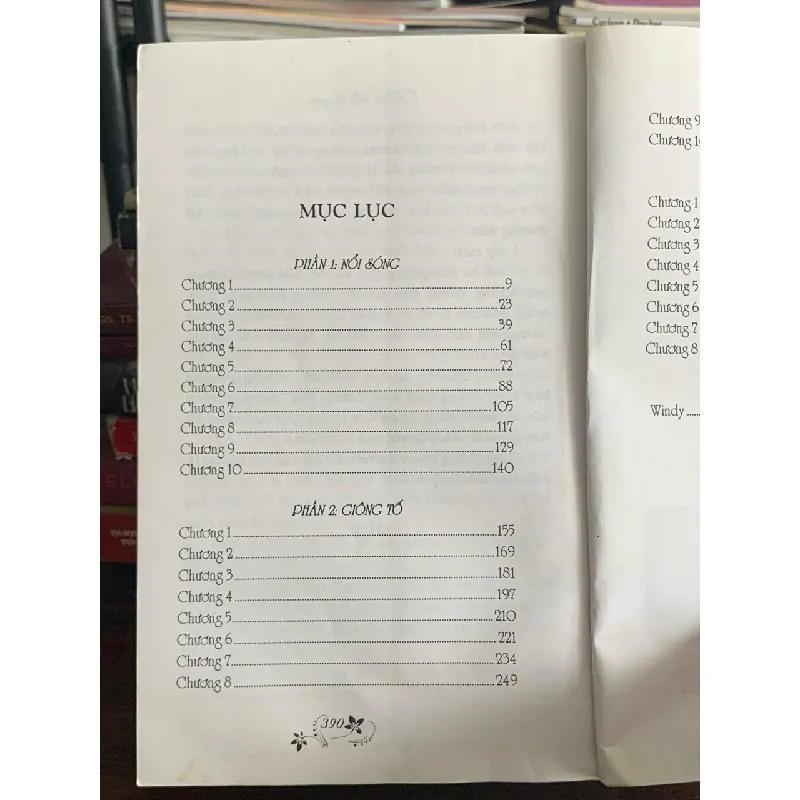 MỤC LỤC
PHẦN 1: NỔI SÓNG
Chương 1.....9
Chương 2.....23
Chương 3.....39
Chương 4.....61
Chương 5.....72
Chương 6.....88
Chương 7.....105
Chương 8.....117
Chương 9.....129
Chương 10.....140
PHẦN 2: GIÔNG TỐ
Chương 1.....155
Chương 2.....169
Chương 3.....181
Chương 4.....197
Chương 5.....210
Chương 6.....221
Chương 7.....234
Chương 8.....249
390
Chương 9
Chương 10
Chương 1
Chương 2
Chương 3
Chương 4
Chương 5
Chương 6
Chương 7
Chương 8
Windy.....